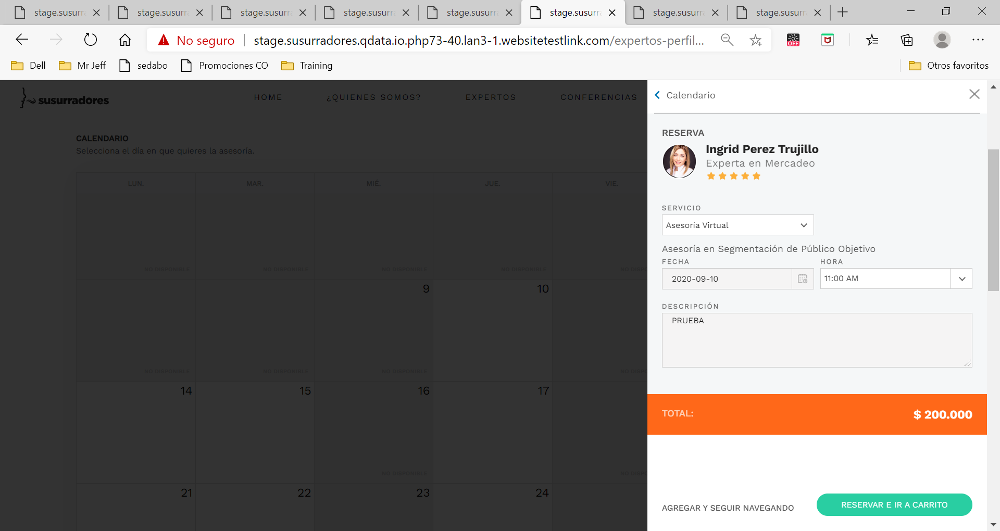 stage.susurr
stage.susurr
stage.susurr
stage.susurr
stage.susurr
stage.susurr
stage.susurr
stage.susurr
No seguro
stage.susurradores.qdata.io.php73-40.lan3-1.websitetestlink.com/expertos-perfil...
OFF
Dell
Mr Jeff
sedabo
Promociones CO
Training
Otros favoritos
susurradores
HOME
¿QUIENES SOMOS?
EXPERTOS
CONFERENCIAS
CALENDARIO
Selecciona el día en que quieres la asesoría.
LUN. MAR. MIÉ. JUE. VIE.
NO DISPONIBLE NO DISPONIBLE NO DISPONIBLE NO DISPONIBLE NO DISP
9 10
NO DISPONIBLE NO DISPONIBLE NO DISPONIBLE NO DISP
14 15 16 17
NO DISPONIBLE NO DISP
21 22 23 24
Calendario
RESERVA
Ingrid Perez Trujillo
Experta en Mercadeo
SERVICIO
Asesoría Virtual
Asesoría en Segmentación de Público Objetivo
FECHA HORA
2020-09-10 11:00 AM
DESCRIPCIÓN
PRUEBA
TOTAL: $ 200.000
AGREGAR Y SEGUIR NAVEGANDO
RESERVAR E IR A CARRITO